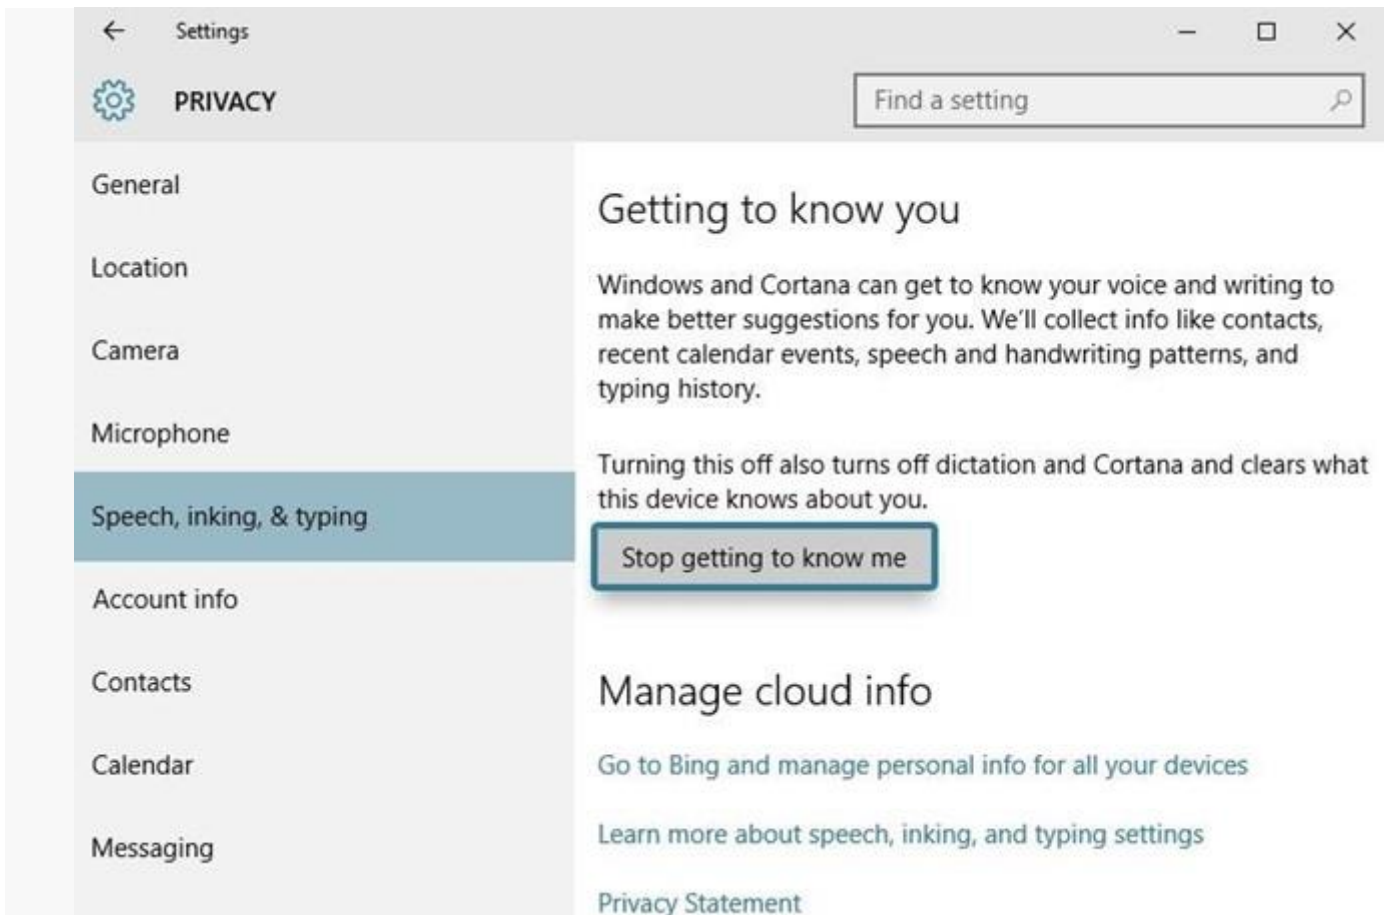 Settings
PRIVACY
Find a setting
General
Location
Camera
Microphone
Speech, inking, & typing
Account info
Contacts
Calendar
Messaging
Getting to know you
Windows and Cortana can get to know your voice and writing to
make better suggestions for you. We'll collect info like contacts,
recent calendar events, speech and handwriting patterns, and
typing history.
Turning this off also turns off dictation and Cortana and clears what
this device knows about you.
Stop getting to know me
Manage cloud info
Go to Bing and manage personal info for all your devices
Learn more about speech, inking, and typing settings
Privacy Statement